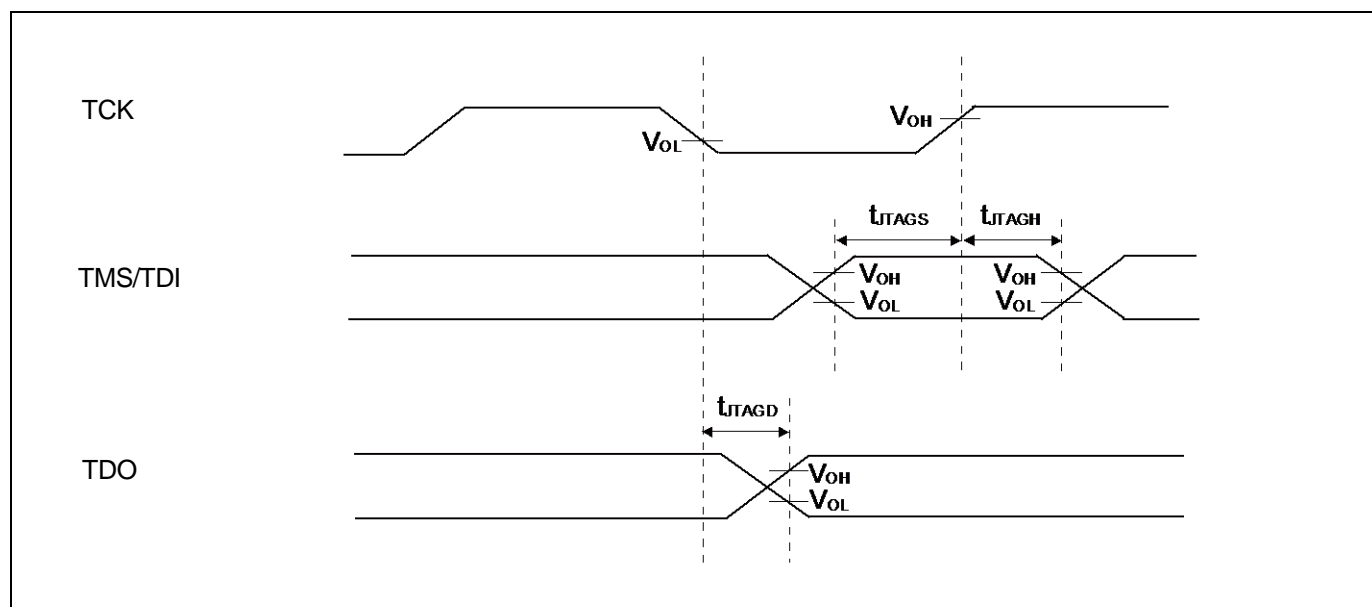 TCK
VOH
VOL
tJTAGS tJTAGH
TMS/TDI
VOH VOH
VOL VOL
tJTAGD
TDO
VOH
VOL